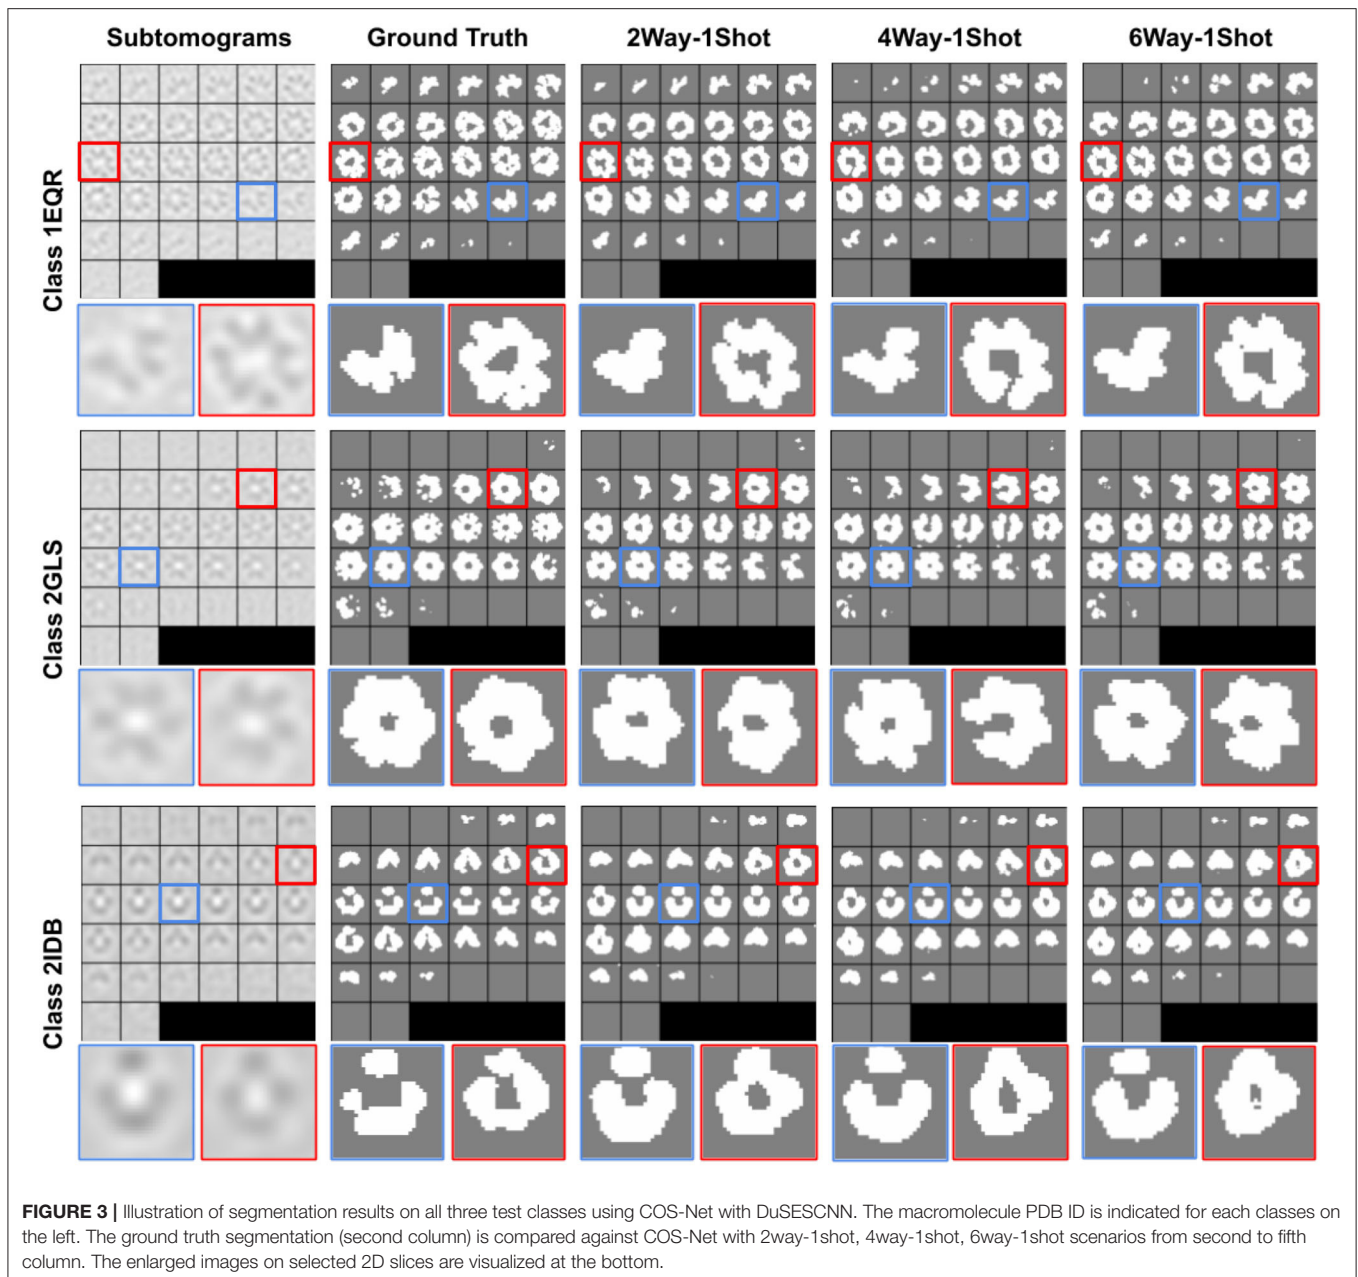 Subtomograms Ground Truth 2Way-1Shot 4Way-1Shot 6Way-1Shot
Class 1EQR
Class 2GLS
Class 2IDB
FIGURE 3 | Illustration of segmentation results on all three test classes using COS-Net with DuSESCNN. The macromolecule PDB ID is indicated for each classes on
the left. The ground truth segmentation (second column) is compared against COS-Net with 2way-1shot, 4way-1shot, 6way-1shot scenarios from second to fifth
column. The enlarged images on selected 2D slices are visualized at the bottom.